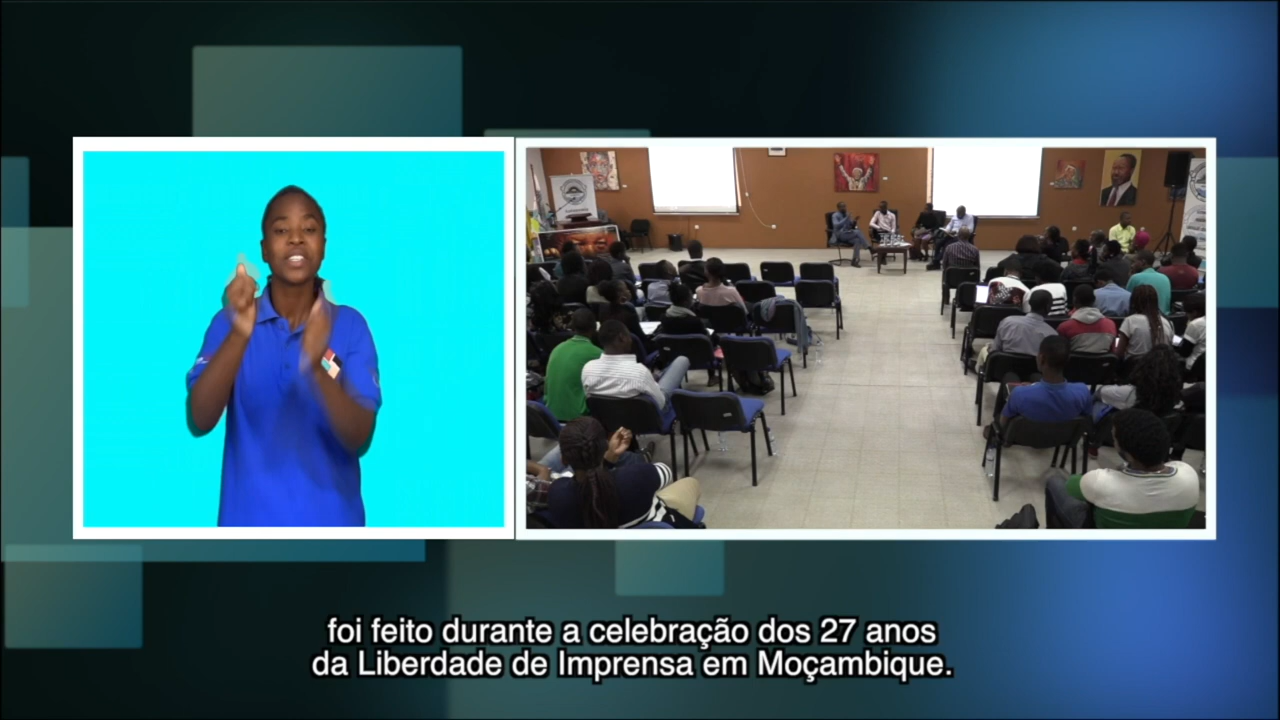 foi feito durante a celebração dos 27 anos
da Liberdade de Imprensa em Moçambique.